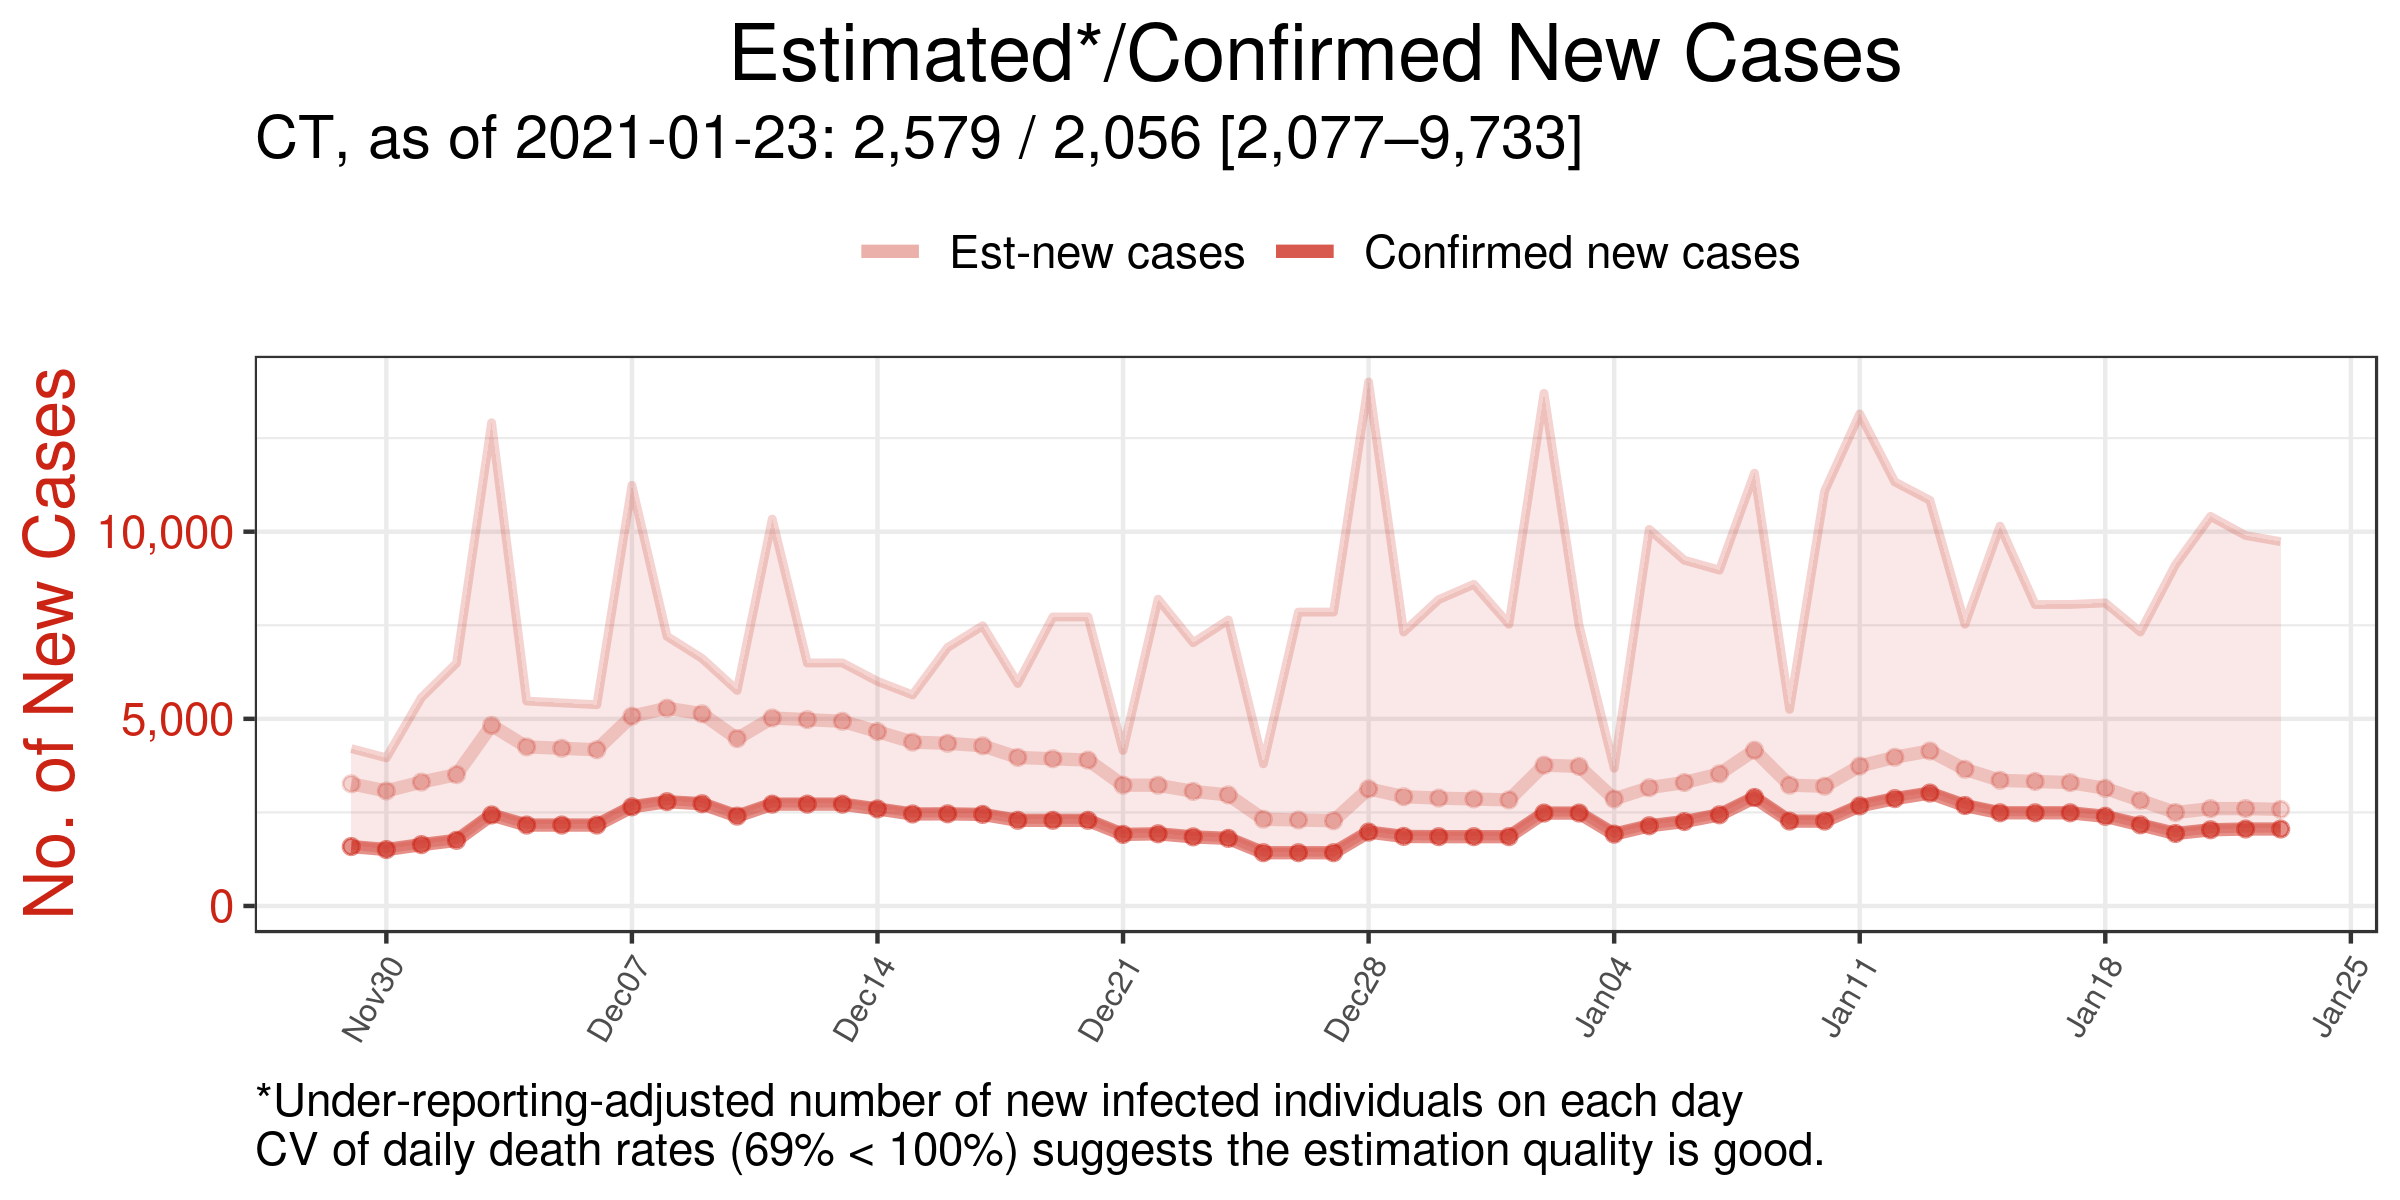 Estimated*/Confirmed New Cases
CT, as of 2021-01-23: 2,579 / 2,056 [2,077–9,733]
Est-new cases
Confirmed new cases
No. of New Cases
10,000
5,000
0
Nov30
Dec07
Dec14
Dec21
Dec28
Jan04
Jan11
Jan18
Jan25
*Under-reporting-adjusted number of new infected individuals on each day
CV of daily death rates (69% < 100%) suggests the estimation quality is good.